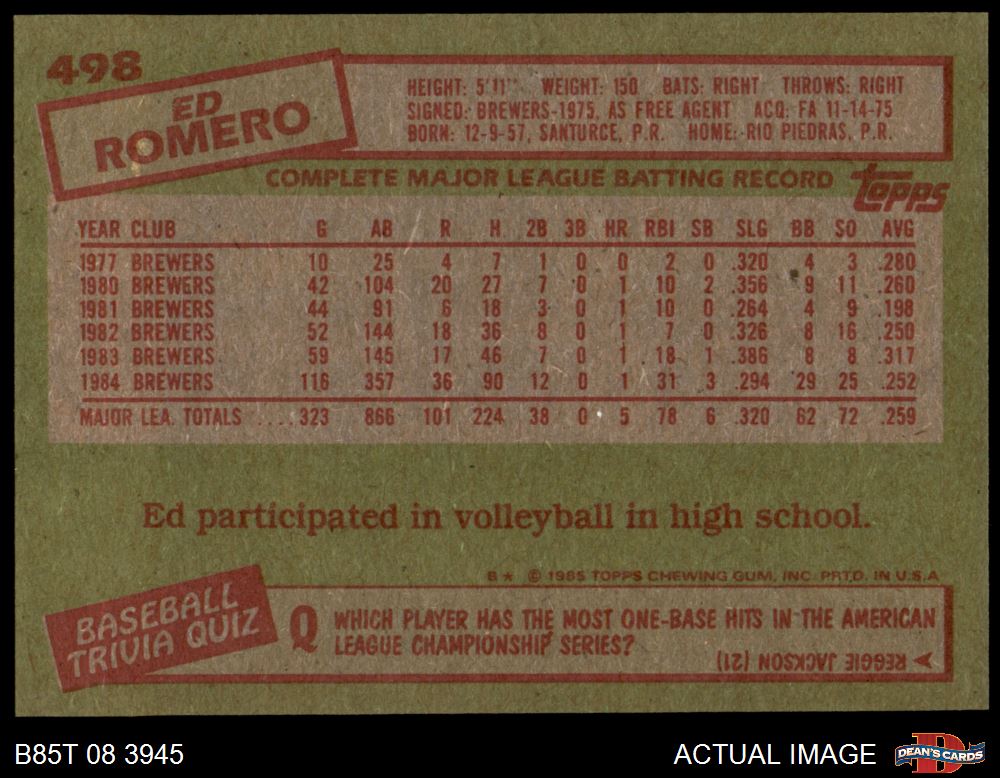 498
ED
ROMERO
HEIGHT: 5'11" WEIGHT: 150 BATS: RIGHT THROWS: RIGHT
SIGNED: BREWERS-1975, AS FREE AGENT ACQ: FA 11-14-75
BORN: 12-9-57, SANTURCE, P.R. HOME: RIO PIEDRAS, P.R.
COMPLETE MAJOR LEAGUE BATTING RECORD
topps
YEAR CLUB G AB R H 2B 3B HR RBI SB SLG BB SO AVG
1977 BREWERS 10 25 4 7 1 0 0 2 0 .320 4 3 .280
1980 BREWERS 42 104 20 27 7 0 1 10 2 .356 9 11 .260
1981 BREWERS 44 91 6 18 3 0 1 10 0 .264 4 9 .198
1982 BREWERS 52 144 18 36 8 0 1 7 0 .326 8 16 .250
1983 BREWERS 59 145 17 46 7 0 1 18 1 .386 8 8 .317
1984 BREWERS 116 357 36 90 12 0 1 31 3 .294 29 25 .252
MAJOR LEA. TOTALS ....323 866 101 224 38 0 5 78 6 .320 62 72 .259
Ed participated in volleyball in high school.
B* © 1985 TOPPS CHEWING GUM, INC. PRTD. IN U.S.A.
BASEBALL
TRIVIA QUIZ
Q WHICH PLAYER HAS THE MOST ONE-BASE HITS IN THE AMERICAN
LEAGUE CHAMPIONSHIP SERIES?
REGGIE JACKSON (21)
B85T 08 3945
ACTUAL IMAGE
D
DEAN'S CARDS